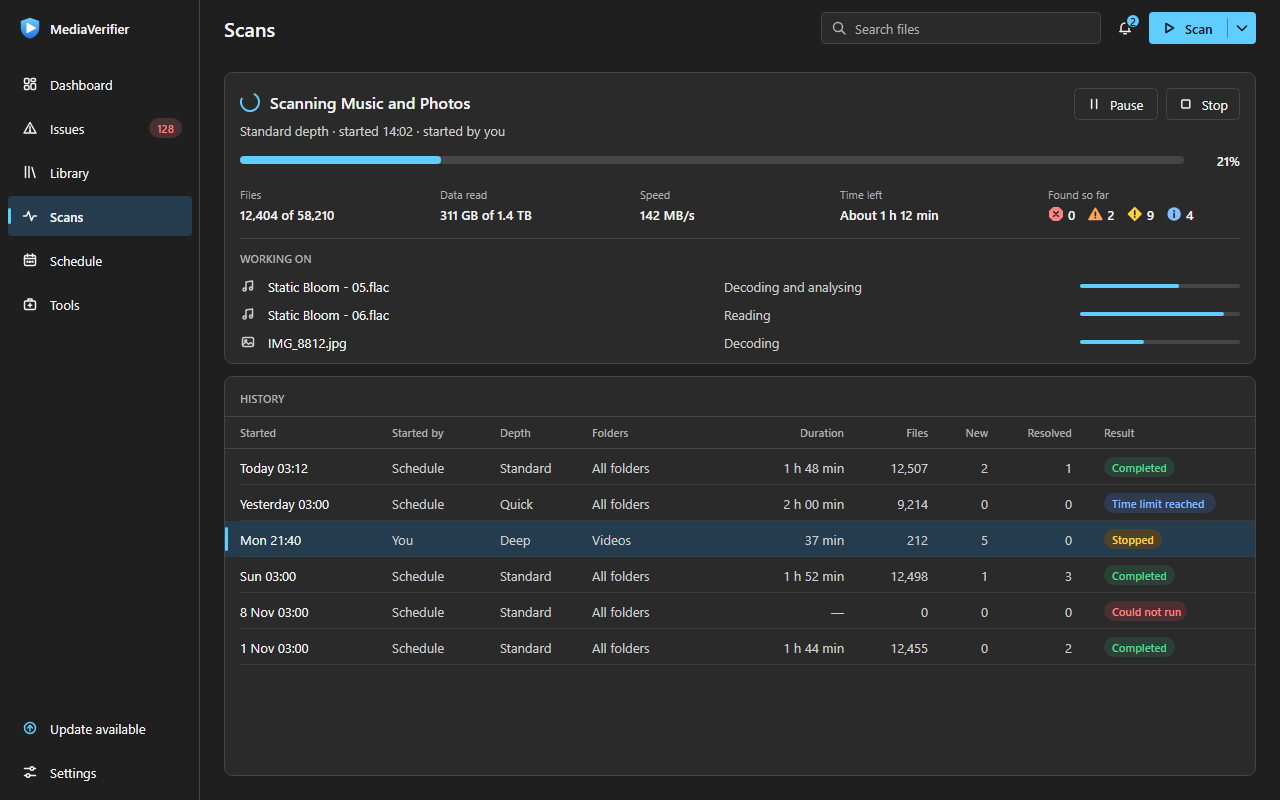 MediaVerifier
Scans
Search files
2
Scan
Dashboard
Issues 128
Library
Scans
Schedule
Tools
Update available
Settings
Scanning Music and Photos
Pause
Stop
Standard depth · started 14:02 · started by you
21%
Files Data read Speed Time left Found so far
12,404 of 58,210 311 GB of 1.4 TB 142 MB/s About 1 h 12 min 0 2 9 4
WORKING ON
Static Bloom - 05.flac Decoding and analysing
Static Bloom - 06.flac Reading
IMG_8812.jpg Decoding
HISTORY
Started Started by Depth Folders Duration Files New Resolved Result
Today 03:12 Schedule Standard All folders 1 h 48 min 12,507 2 1 Completed
Yesterday 03:00 Schedule Quick All folders 2 h 00 min 9,214 0 0 Time limit reached
Mon 21:40 You Deep Videos 37 min 212 5 0 Stopped
Sun 03:00 Schedule Standard All folders 1 h 52 min 12,498 1 3 Completed
8 Nov 03:00 Schedule Standard All folders — 0 0 0 Could not run
1 Nov 03:00 Schedule Standard All folders 1 h 44 min 12,455 0 2 Completed